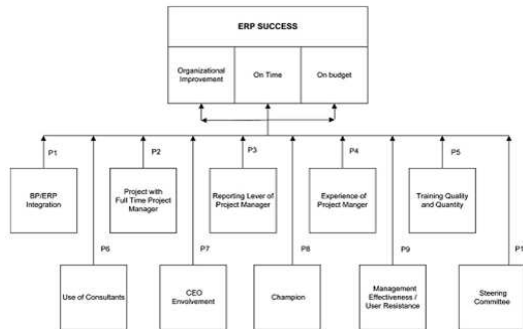 ERP SUCCESS
Organizational
Improvement
On Time
On budget
P1
P2
P3
P4
P5
BP/ERP
Integration
Project with
Full Time Project
Manager
Reporting Lever of
Project Manager
Experience of
Project Manger
Training Quality
and Quantity
P6
P7
P8
P9
P1
Use of Consultants
CEO
Envolvement
Champion
Management
Effectiveness /
User Resistance
Steering
Committee